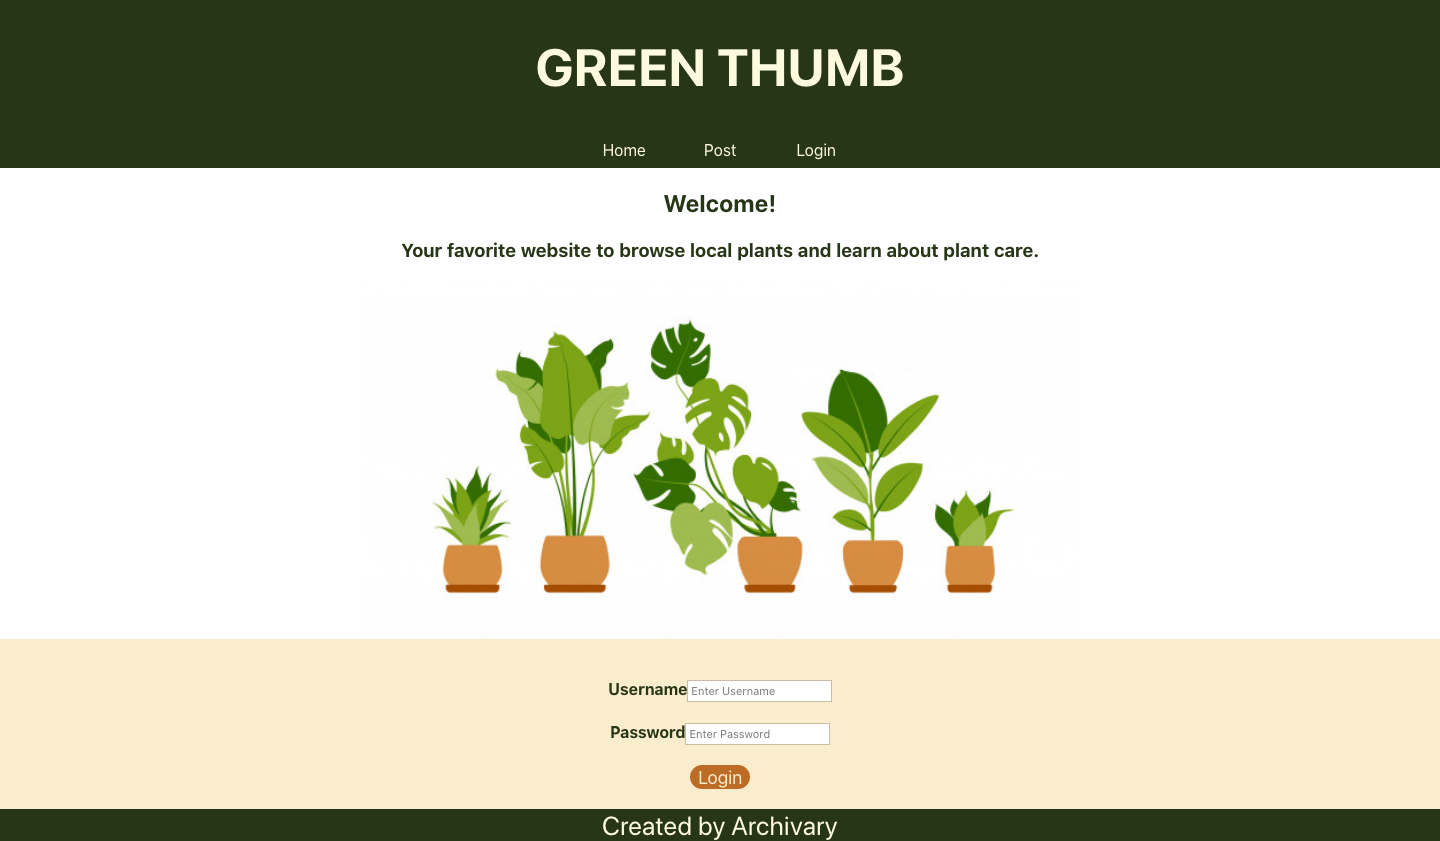 GREEN THUMB
Home Post Login
Welcome!
Your favorite website to browse local plants and learn about plant care.
Username Enter Username
Password Enter Password
Login
Created by Archivary